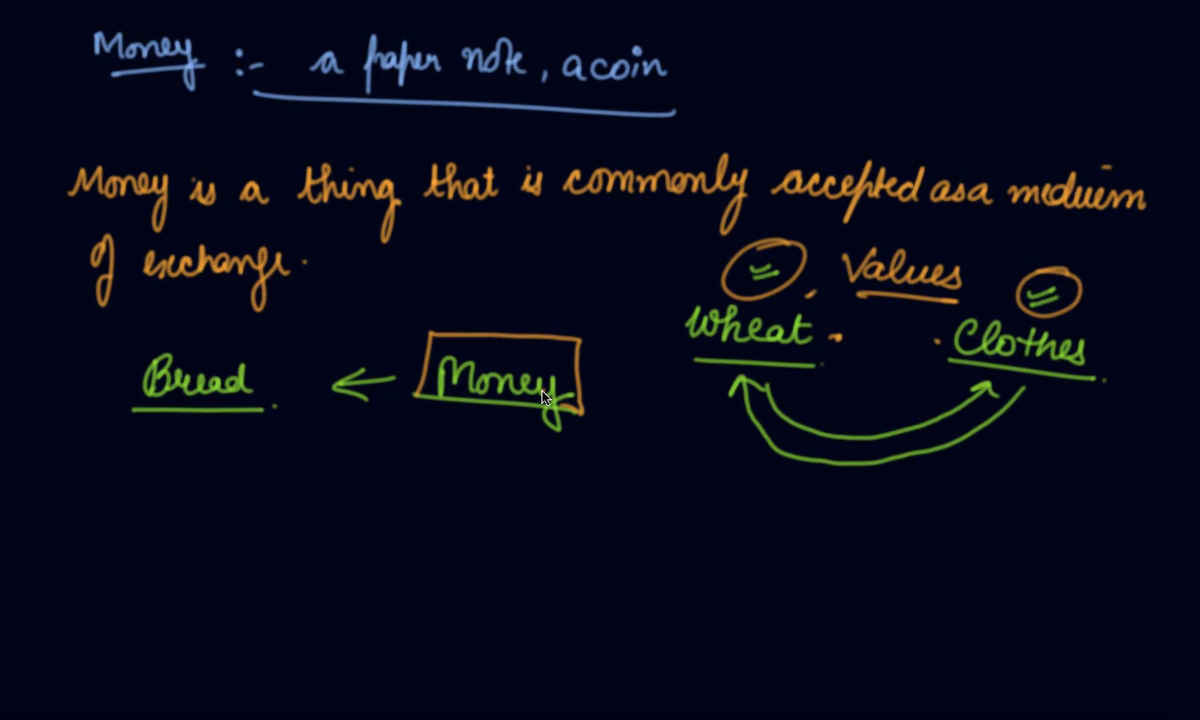 Money :- a paper note, a coin
Money is a thing that is commonly accepted as a medium
of exchange.
Values
Wheat. . Clothes.
Bread. ← Money